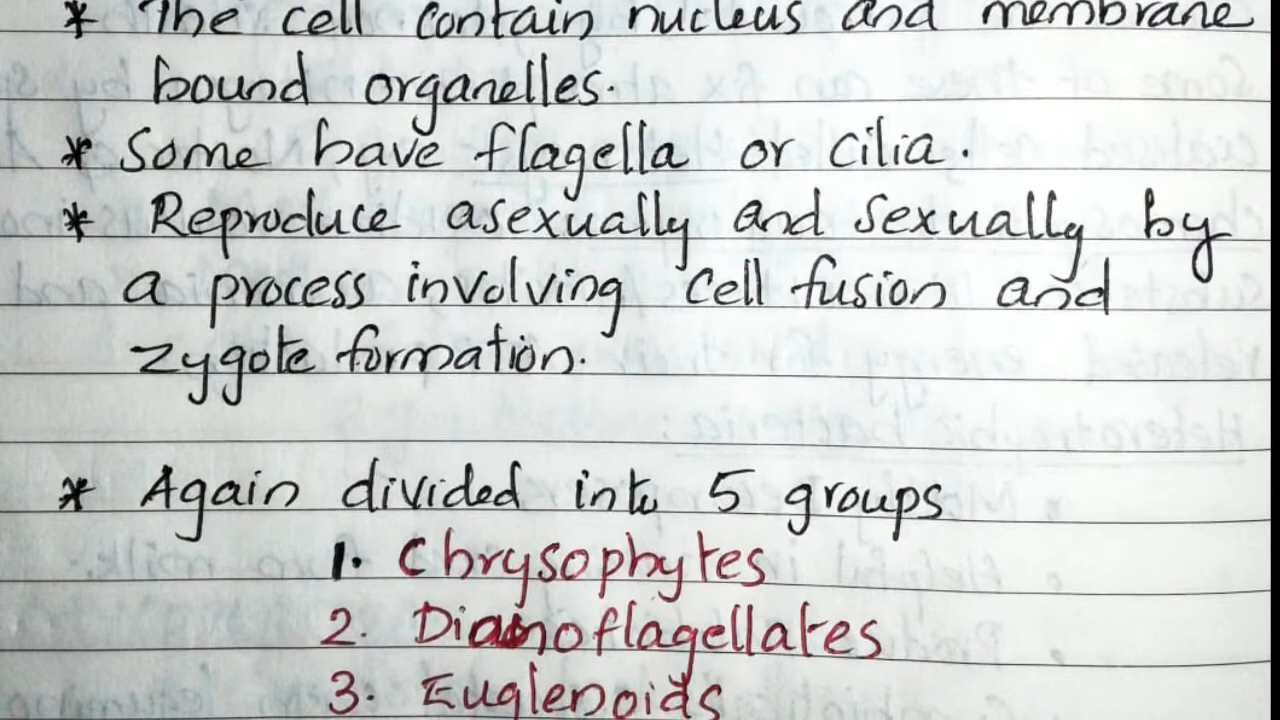 * The cell contain nucleus and membrane
bound organelles.
* Some have flagella or cilia.
* Reproduce asexually and sexually by
a process involving cell fusion and
zygote formation.
* Again divided into 5 groups
1. Chrysophytes
2. Dianoflagellates
3. Euglenoids